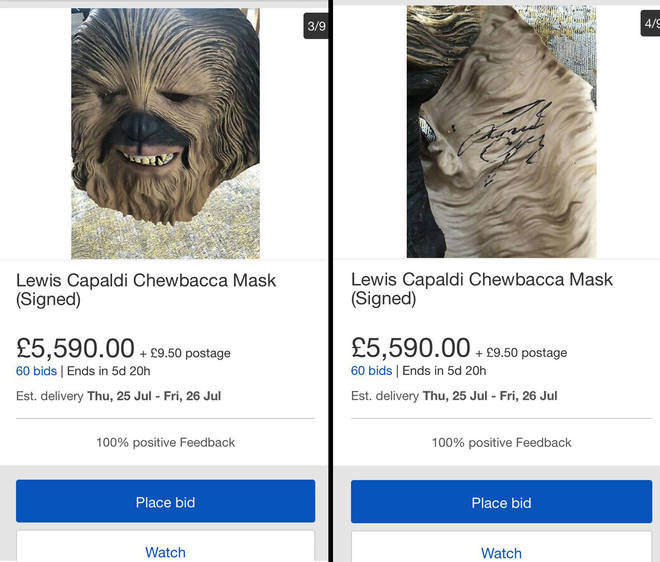 3/9
Lewis Capaldi Chewbacca Mask
(Signed)
£5,590.00 + £9.50 postage
60 bids | Ends in 5d 20h
Est. delivery Thu, 25 Jul - Fri, 26 Jul
100% positive Feedback
Place bid
Watch
Lewis Capaldi Chewbacca Mask
(Signed)
£5,590.00 + £9.50 postage
60 bids | Ends in 5d 20h
Est. delivery Thu, 25 Jul - Fri, 26 Jul
100% positive Feedback
Place bid
Watch